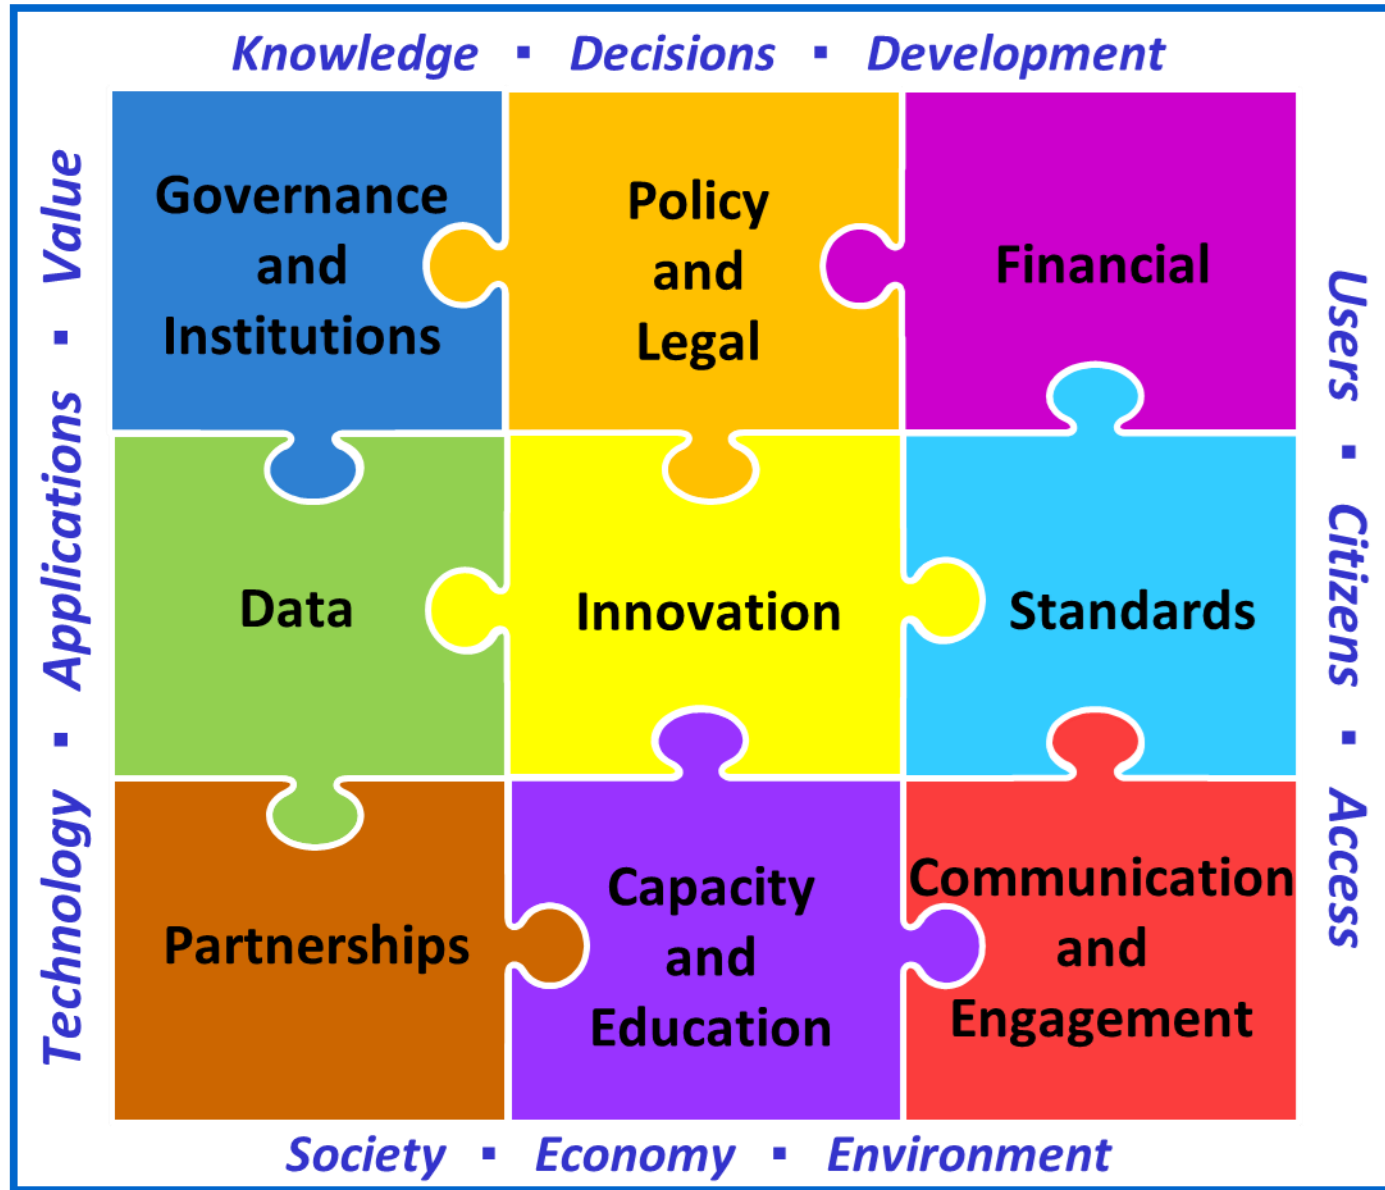 Knowledge ▪ Decisions ▪ Development
Technology ▪ Applications ▪ Value
Governance
and
Institutions
Policy
and
Legal
Financial
Data
Innovation
Standards
Partnerships
Capacity
and
Education
Communication
and
Engagement
Users ▪ Citizens ▪ Access
Society ▪ Economy ▪ Environment